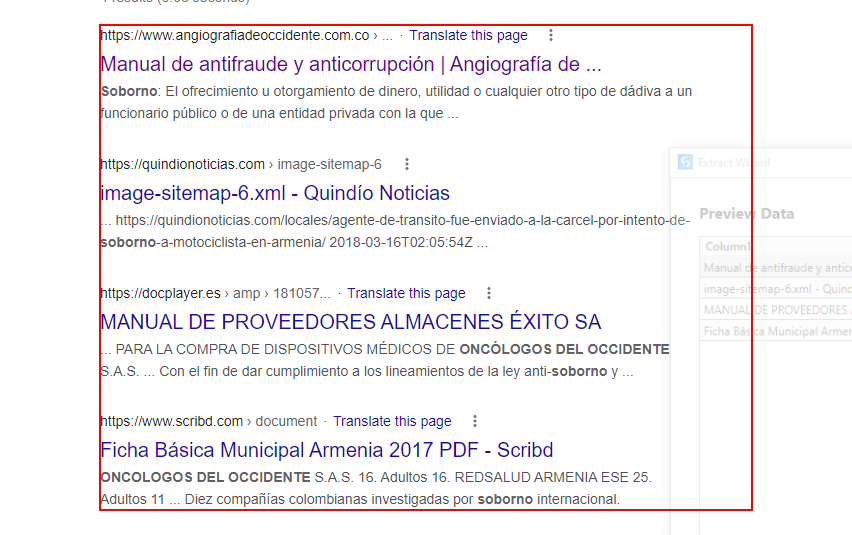 https://www.angiografiadeoccidente.com.co › ... · Translate this page
Manual de antifraude y anticorrupción | Angiografía de ...
Soborno: El ofrecimiento u otorgamiento de dinero, utilidad o cualquier otro tipo de dádiva a un
funcionario público o de una entidad privada con la que ...
https://quindionoticias.com › image-sitemap-6
image-sitemap-6.xml - Quindío Noticias
... https://quindionoticias.com/locales/agente-de-transito-fue-enviado-a-la-carcel-por-intento-de-
soborno-a-motociclista-en-armenia/ 2018-03-16T02:05:54Z ...
https://docplayer.es › amp › 181057... · Translate this page
MANUAL DE PROVEEDORES ALMACENES ÉXITO SA
... PARA LA COMPRA DE DISPOSITIVOS MÉDICOS DE ONCÓLOGOS DEL OCCIDENTE
S.A.S. ... Con el fin de dar cumplimiento a los lineamientos de la ley anti-soborno y ...
https://www.scribd.com › document · Translate this page
Ficha Básica Municipal Armenia 2017 PDF - Scribd
ONCOLOGOS DEL OCCIDENTE S.A.S. 16. Adultos 16. REDSALUD ARMENIA ESE 25.
Adultos 11 ... Diez compañías colombianas investigadas por soborno internacional.
Extract Wizard
Preview Data
Column1
Manual de antifraude y antico
image-sitemap-6.xml - Quinc
MANUAL DE PROVEEDORES
Ficha Básica Municipal Armer